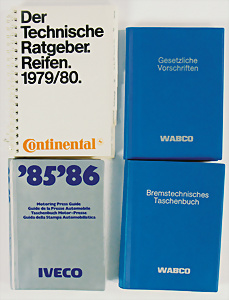 Der
Technische
Ratgeber.
Reifen.
1979/80.
Continental
Gesetzliche
Vorschriften
WABCO
'85'86
Motoring Press Guide
Guide de la Presse Automobile
Taschenbuch Motor-Presse
Guida della Stampa Automobilistica
IVECO
Bremstechnisches
Taschenbuch
WABCO